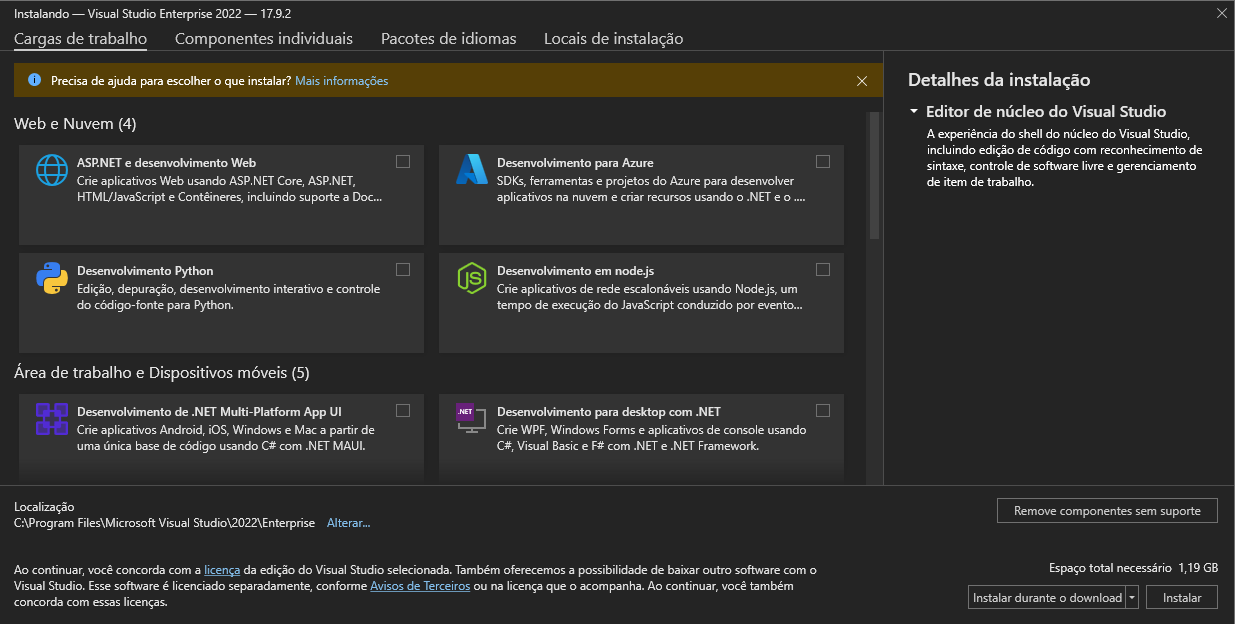 Instalando — Visual Studio Enterprise 2022 — 17.9.2
Cargas de trabalho
Componentes individuais
Pacotes de idiomas
Locais de instalação
Precisa de ajuda para escolher o que instalar? Mais informações
Web e Nuvem (4)
ASP.NET e desenvolvimento Web
Crie aplicativos Web usando ASP.NET Core, ASP.NET,
HTML/JavaScript e Contêineres, incluindo suporte a Doc...
Desenvolvimento para Azure
SDKs, ferramentas e projetos do Azure para desenvolver
aplicativos na nuvem e criar recursos usando o .NET e o ....
Desenvolvimento Python
Edição, depuração, desenvolvimento interativo e controle
do código-fonte para Python.
JS
Desenvolvimento em node.js
Crie aplicativos de rede escalonáveis usando Node.js, um
tempo de execução do JavaScript conduzido por evento...
Área de trabalho e Dispositivos móveis (5)
Desenvolvimento de .NET Multi-Platform App UI
Crie aplicativos Android, iOS, Windows e Mac a partir de
uma única base de código usando C# com .NET MAUI.
.NET
Desenvolvimento para desktop com .NET
Crie WPF, Windows Forms e aplicativos de console usando
C#, Visual Basic e F# com .NET e .NET Framework.
Detalhes da instalação
Editor de núcleo do Visual Studio
A experiência do shell do núcleo do Visual Studio,
incluindo edição de código com reconhecimento de
sintaxe, controle de software livre e gerenciamento
de item de trabalho.
Localização
C:\Program Files\Microsoft Visual Studio\2022\Enterprise Alterar...
Remove componentes sem suporte
Ao continuar, você concorda com a licença da edição do Visual Studio selecionada. Também oferecemos a possibilidade de baixar outro software com o
Visual Studio. Esse software é licenciado separadamente, conforme Avisos de Terceiros ou na licença que o acompanha. Ao continuar, você também
concorda com essas licenças.
Espaço total necessário 1,19 GB
Instalar durante o download
Instalar